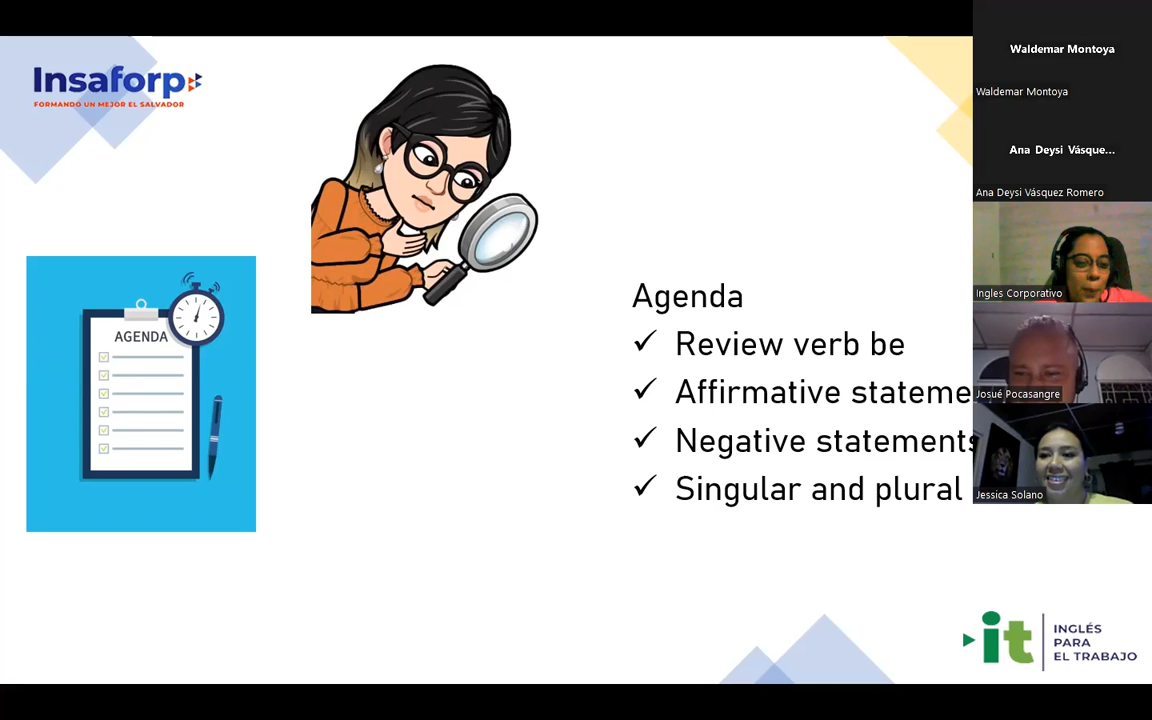 Insaforp
FORMANDO UN MEJOR EL SALVADOR
AGENDA
Agenda
✓ Review verb be
✓ Affirmative stateme
✓ Negative statements
✓ Singular and plural
Waldemar Montoya
Waldemar Montoya
Ana Deysi Vásque...
Ana Deysi Vásquez Romero
Ingles Corporativo
Josué Pocasangre
Jessica Solano
it
INGLÉS
PARA
EL TRABAJO